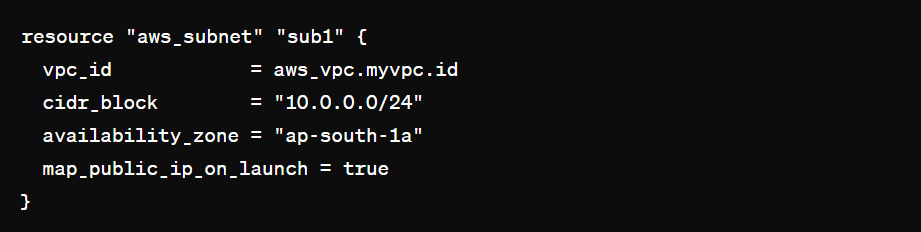 resource "aws_subnet" "sub1" {
  vpc_id            = aws_vpc.myvpc.id
  cidr_block        = "10.0.0.0/24"
  availability_zone = "ap-south-1a"
  map_public_ip_on_launch = true
}